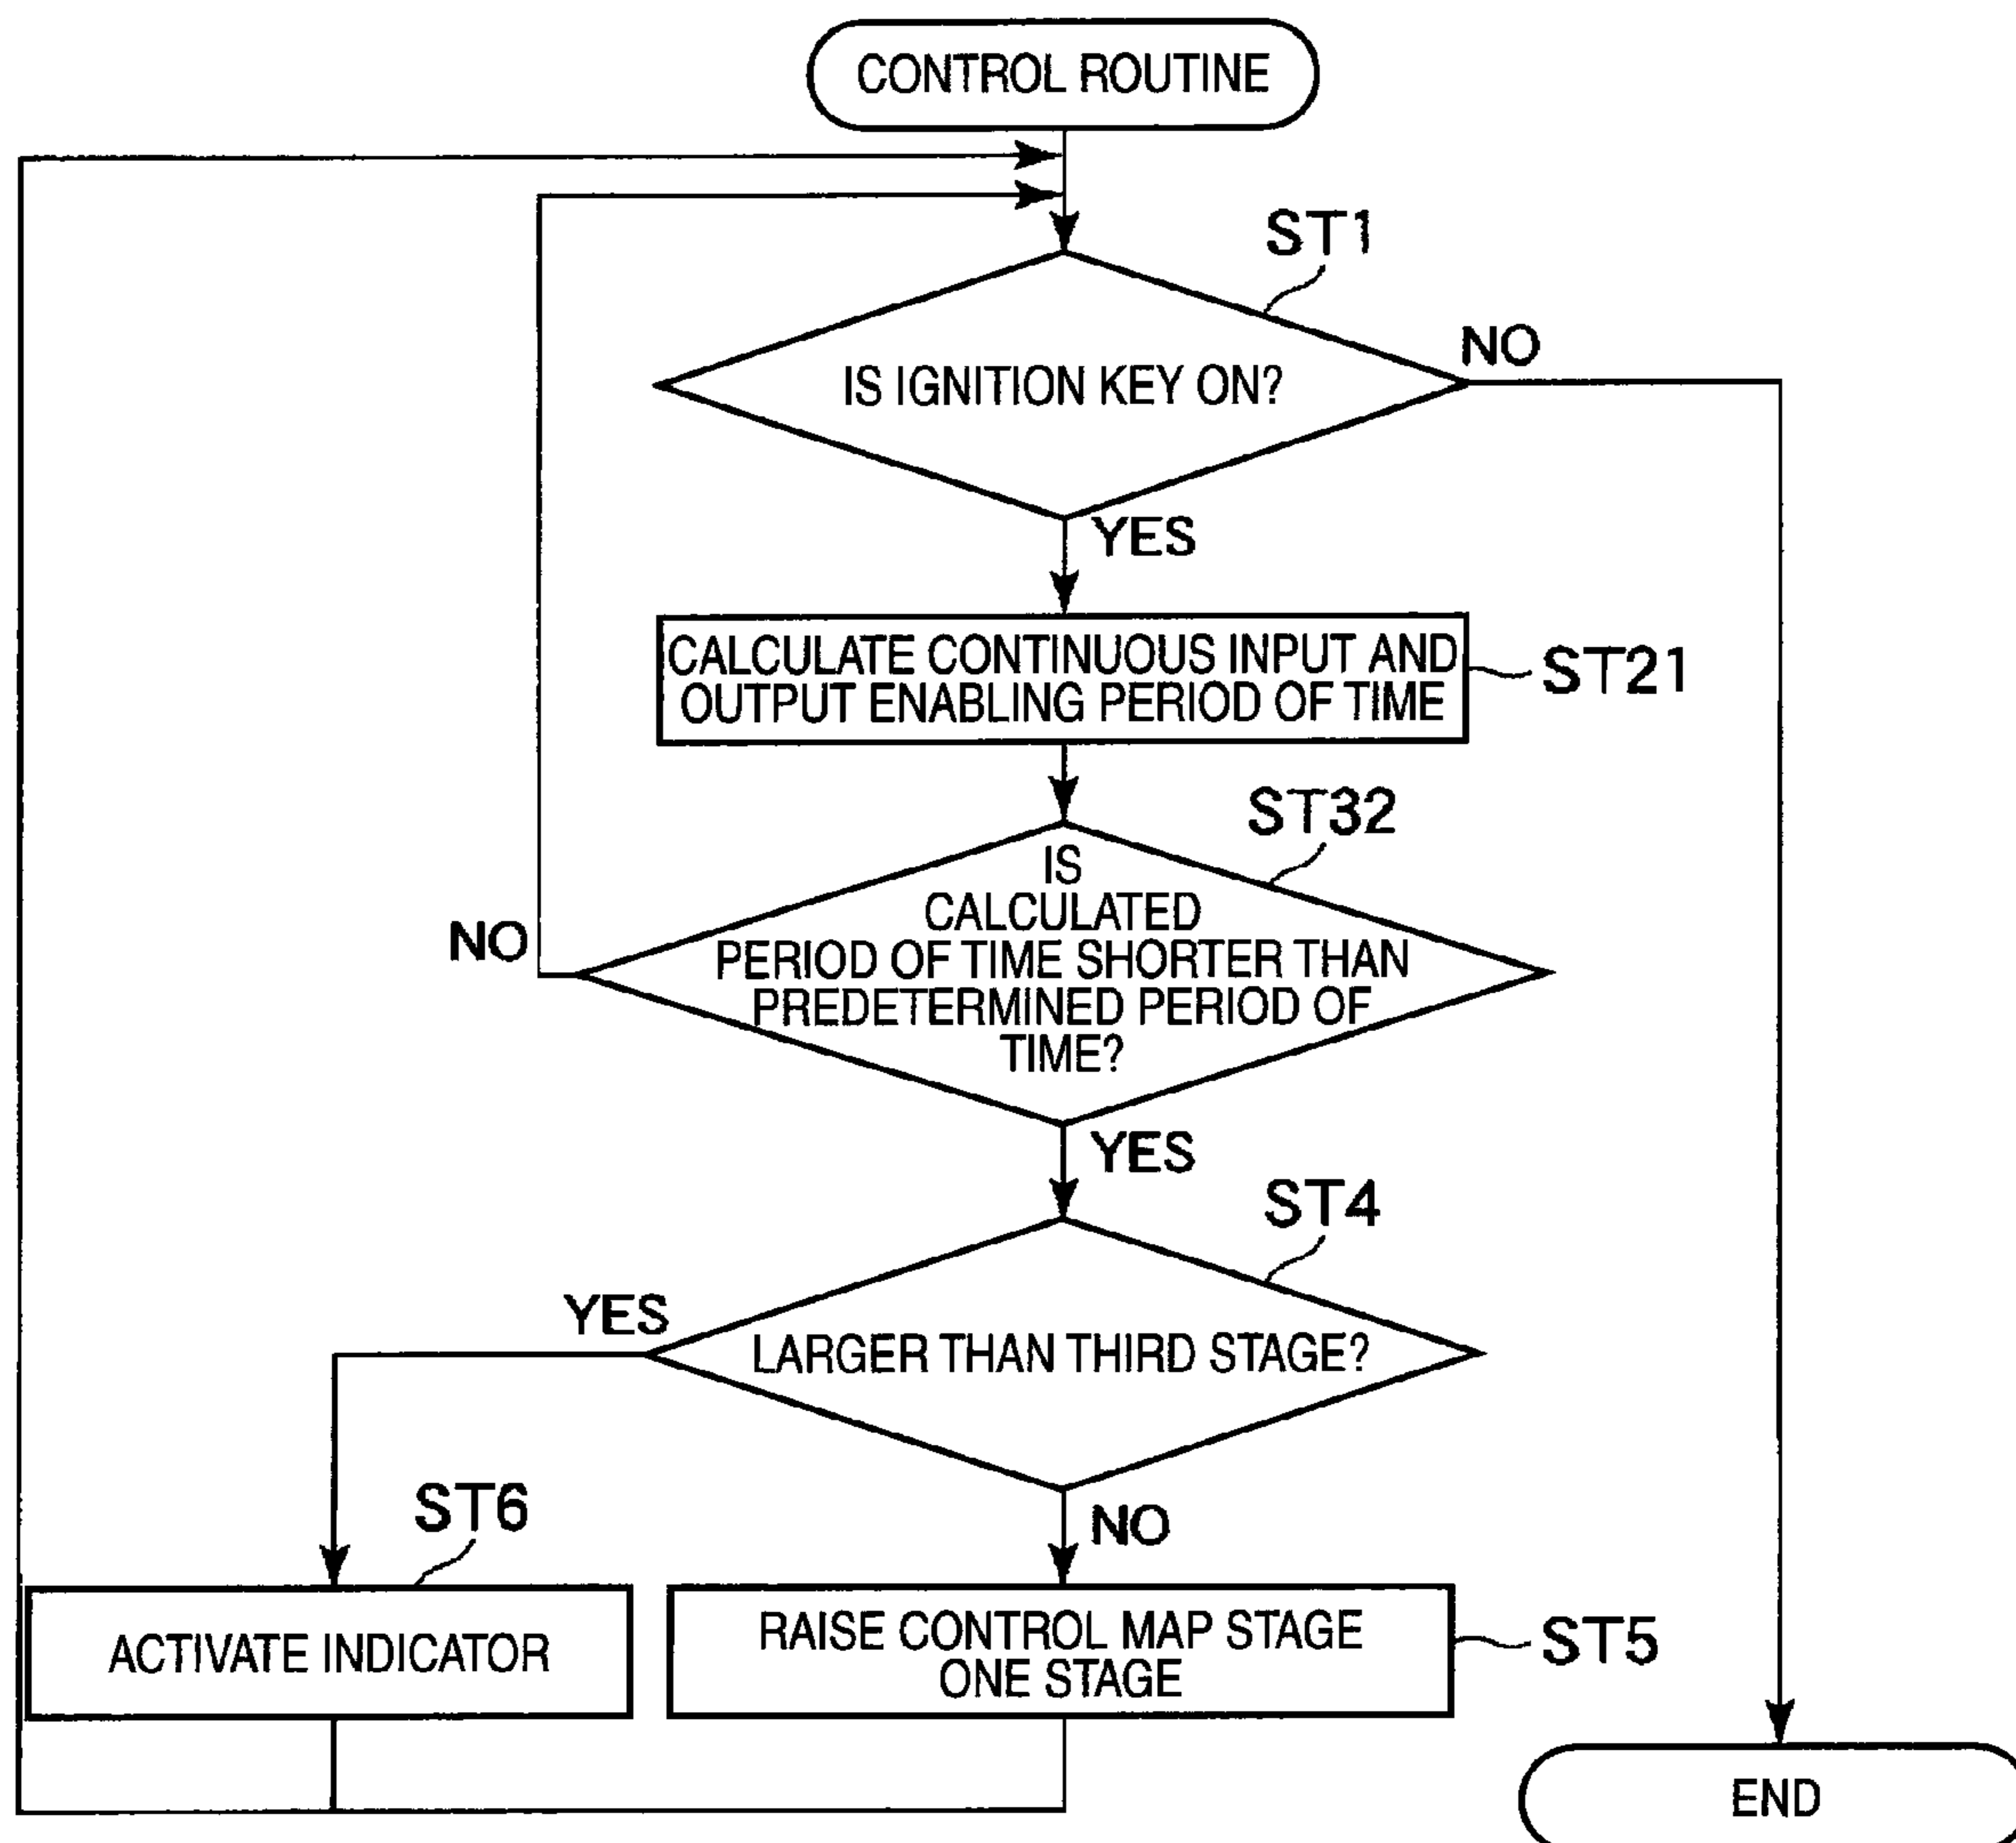 CONTROL ROUTINE
ST1
IS IGNITION KEY ON?
NO
YES
CALCULATE CONTINUOUS INPUT AND
OUTPUT ENABLING PERIOD OF TIME
ST21
ST32
IS
CALCULATED
PERIOD OF TIME SHORTER THAN
PREDETERMINED PERIOD OF
TIME?
NO
YES
ST4
LARGER THAN THIRD STAGE?
YES
NO
ST6
ACTIVATE INDICATOR
RAISE CONTROL MAP STAGE
ONE STAGE
ST5
END